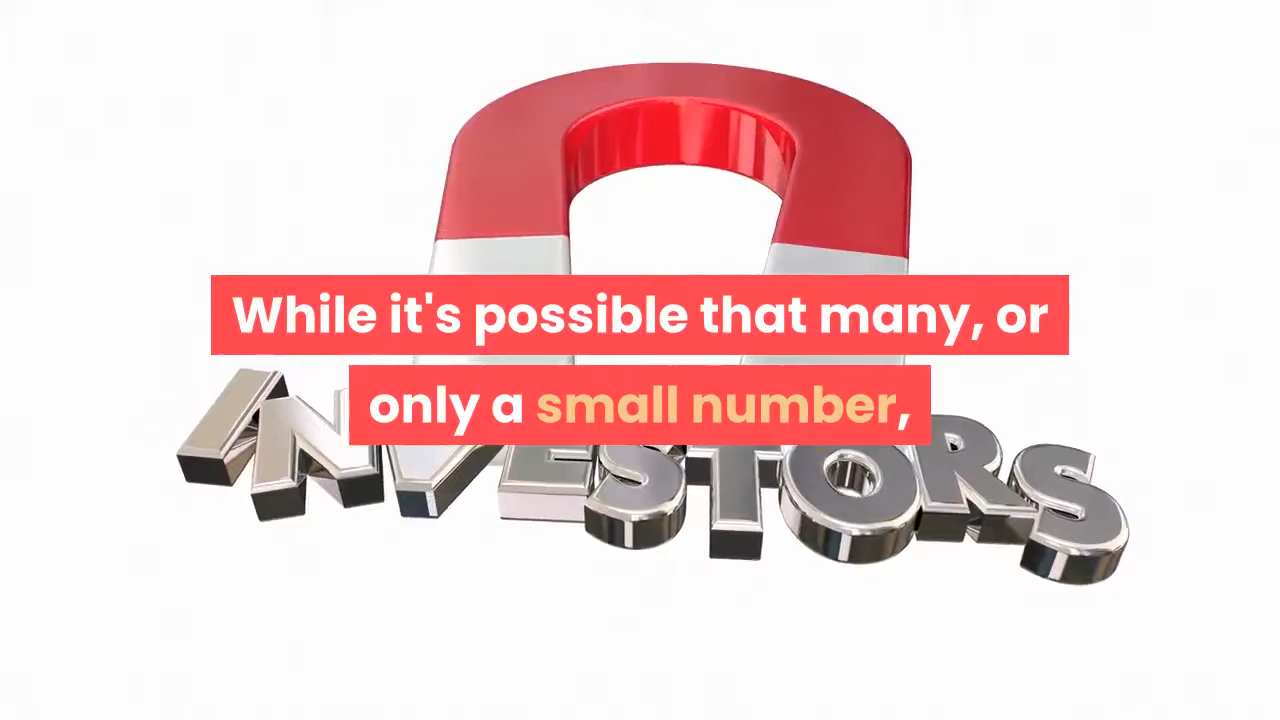 While it's possible that many, or
only a small number,
INVESTORS